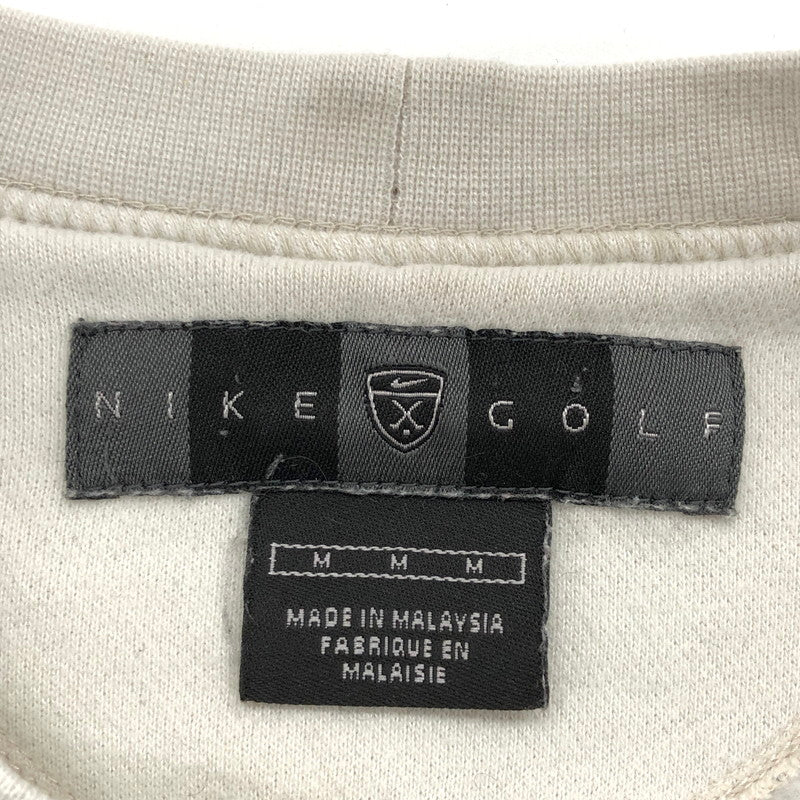 NIKE GOLF
M M M
MADE IN MALAYSIA
FABRIQUE EN
MALAISIE